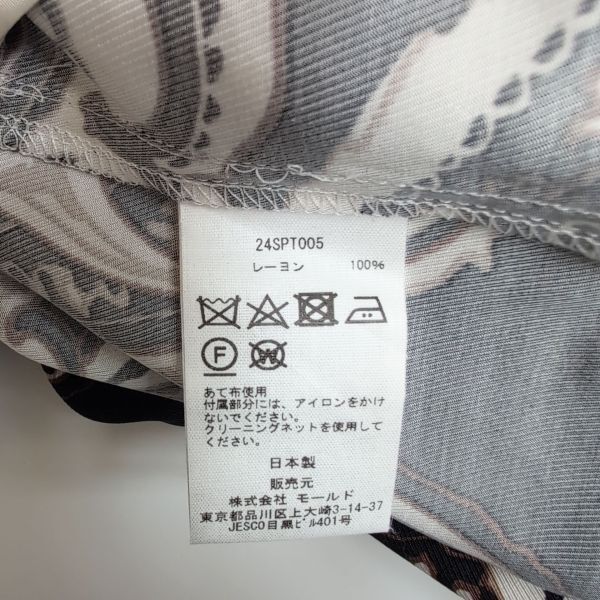 24SPT005
レーヨン 100%
F W
あて布使用
付属部分には、アイロンをかけ
ないでください。
クリーニングネットを使用して
ください。
日本製
販売元
株式会社 モールド
東京都品川区上大崎3-14-37
JESCO目黒ビル401号